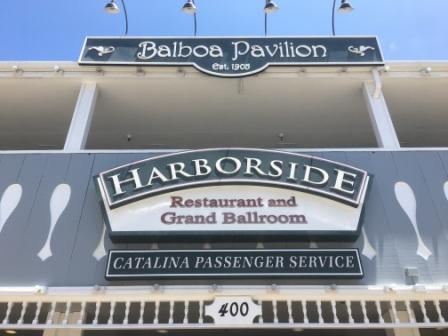 Balboa Pavilion
Est. 1905
HARBORSIDE
Restaurant and
Grand Ballroom
CATALINA PASSENGER SERVICE
400